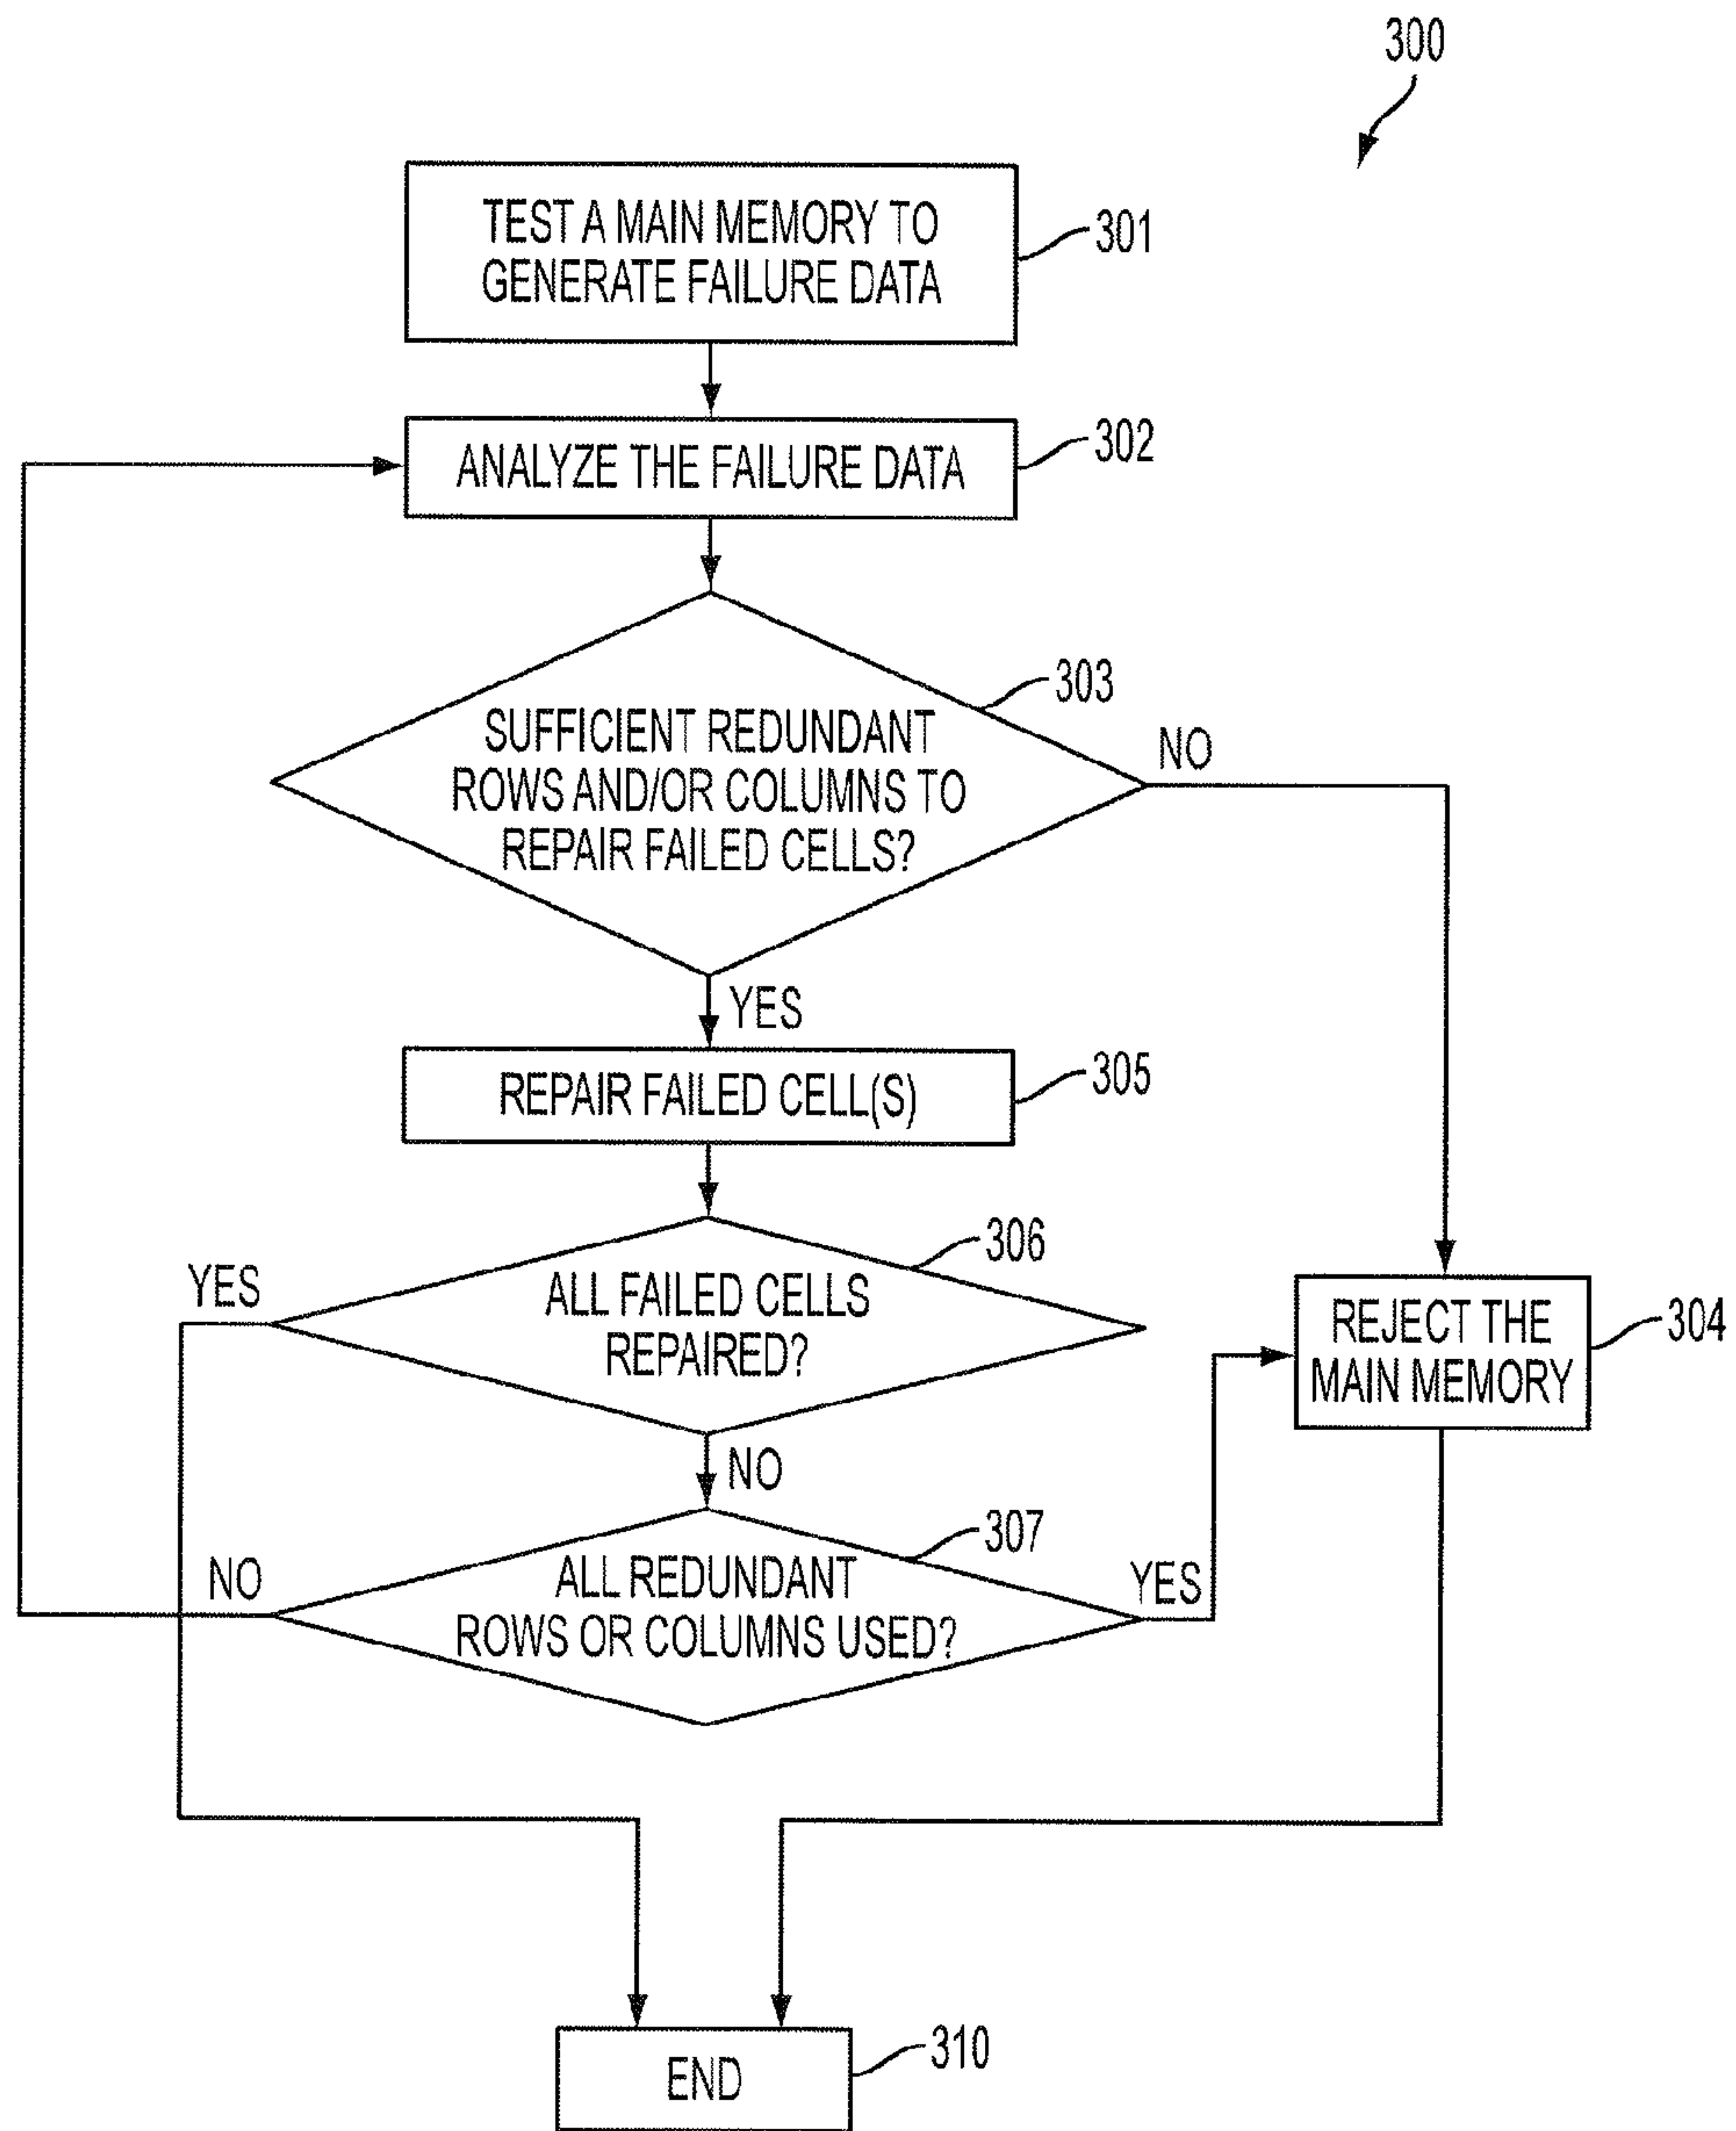 300
TEST A MAIN MEMORY TO
GENERATE FAILURE DATA
301
ANALYZE THE FAILURE DATA
302
303
SUFFICIENT REDUNDANT
ROWS AND/OR COLUMNS TO
REPAIR FAILED CELLS?
NO
YES
REPAIR FAILED CELL(S)
305
306
YES
ALL FAILED CELLS
REPAIRED?
REJECT THE
MAIN MEMORY
304
NO
307
NO
ALL REDUNDANT
ROWS OR COLUMNS USED?
YES
END
310